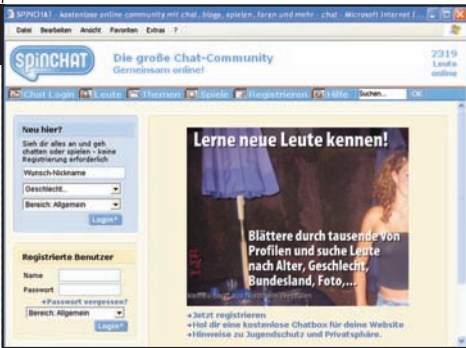 SPINCHAT - kostenlose online community mit chat, blogs, spielen, foren und mehr - chat - Microsoft Internet E...
Datei Bearbeiten Ansicht Favoriten Extras ?
spinCHAT
Die große Chat-Community
Gemeinsam online!
2319
Leute
online
Chat Login Leute Themen Spiele Registrieren Hilfe Suchen... OK
Neu hier?
Sieh dir alles an und geh
chatten oder spielen - keine
Registrierung erforderlich
Wunsch-Nickname
Geschlecht...
Bereich: Allgemein
Login
Registrierte Benutzer
Name
Passwort
Passwort vergessen?
Bereich: Allgemein
Login
Lerne neue Leute kennen!
Blättere durch tausende von
Profilen und suche Leute
nach Alter, Geschlecht,
Bundesland, Foto,...
aus Nordrhein-Westfalen
Jetzt registrieren
Hol dir eine kostenlose Chatbox für deine Website
Hinweise zu Jugendschutz und Privatsphäre.